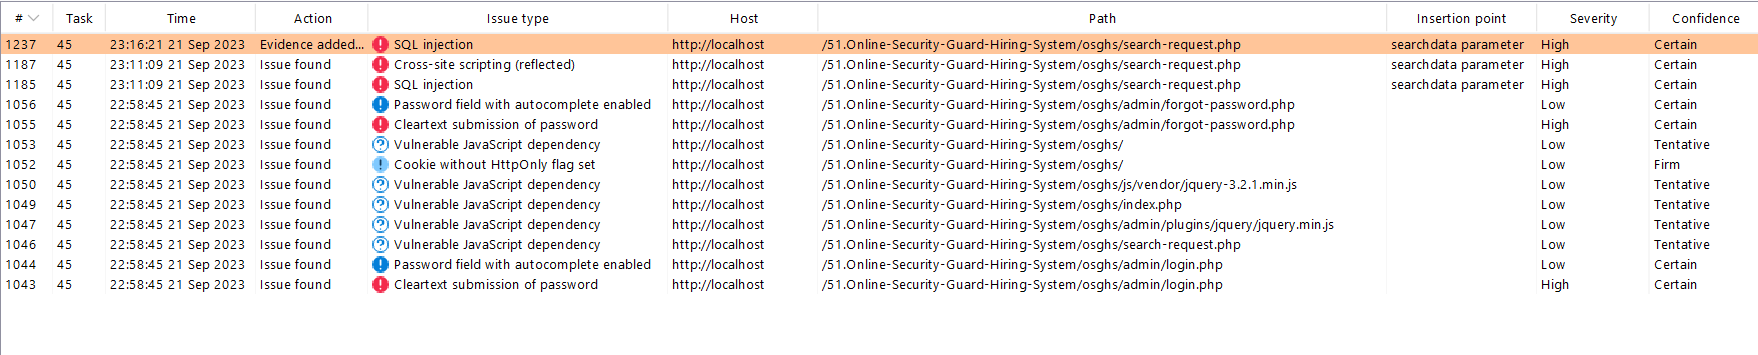 # Task Time Action Issue type Host Path Insertion point Severity Confidence
1237 45 23:16:21 21 Sep 2023 Evidence added... SQL injection http://localhost /51.Online-Security-Guard-Hiring-System/osghs/search-request.php searchdata parameter High Certain
1187 45 23:11:09 21 Sep 2023 Issue found Cross-site scripting (reflected) http://localhost /51.Online-Security-Guard-Hiring-System/osghs/search-request.php searchdata parameter High Certain
1185 45 23:11:09 21 Sep 2023 Issue found SQL injection http://localhost /51.Online-Security-Guard-Hiring-System/osghs/search-request.php searchdata parameter High Certain
1056 45 22:58:45 21 Sep 2023 Issue found Password field with autocomplete enabled http://localhost /51.Online-Security-Guard-Hiring-System/osghs/admin/forgot-password.php Low Certain
1055 45 22:58:45 21 Sep 2023 Issue found Cleartext submission of password http://localhost /51.Online-Security-Guard-Hiring-System/osghs/admin/forgot-password.php High Certain
1053 45 22:58:45 21 Sep 2023 Issue found Vulnerable JavaScript dependency http://localhost /51.Online-Security-Guard-Hiring-System/osghs/ Low Tentative
1052 45 22:58:45 21 Sep 2023 Issue found Cookie without HttpOnly flag set http://localhost /51.Online-Security-Guard-Hiring-System/osghs/ Low Firm
1050 45 22:58:45 21 Sep 2023 Issue found Vulnerable JavaScript dependency http://localhost /51.Online-Security-Guard-Hiring-System/osghs/js/vendor/jquery-3.2.1.min.js Low Tentative
1049 45 22:58:45 21 Sep 2023 Issue found Vulnerable JavaScript dependency http://localhost /51.Online-Security-Guard-Hiring-System/osghs/index.php Low Tentative
1047 45 22:58:45 21 Sep 2023 Issue found Vulnerable JavaScript dependency http://localhost /51.Online-Security-Guard-Hiring-System/osghs/admin/plugins/jquery/jquery.min.js Low Tentative
1046 45 22:58:45 21 Sep 2023 Issue found Vulnerable JavaScript dependency http://localhost /51.Online-Security-Guard-Hiring-System/osghs/search-request.php Low Tentative
1044 45 22:58:45 21 Sep 2023 Issue found Password field with autocomplete enabled http://localhost /51.Online-Security-Guard-Hiring-System/osghs/admin/login.php Low Certain
1043 45 22:58:45 21 Sep 2023 Issue found Cleartext submission of password http://localhost /51.Online-Security-Guard-Hiring-System/osghs/admin/login.php High Certain